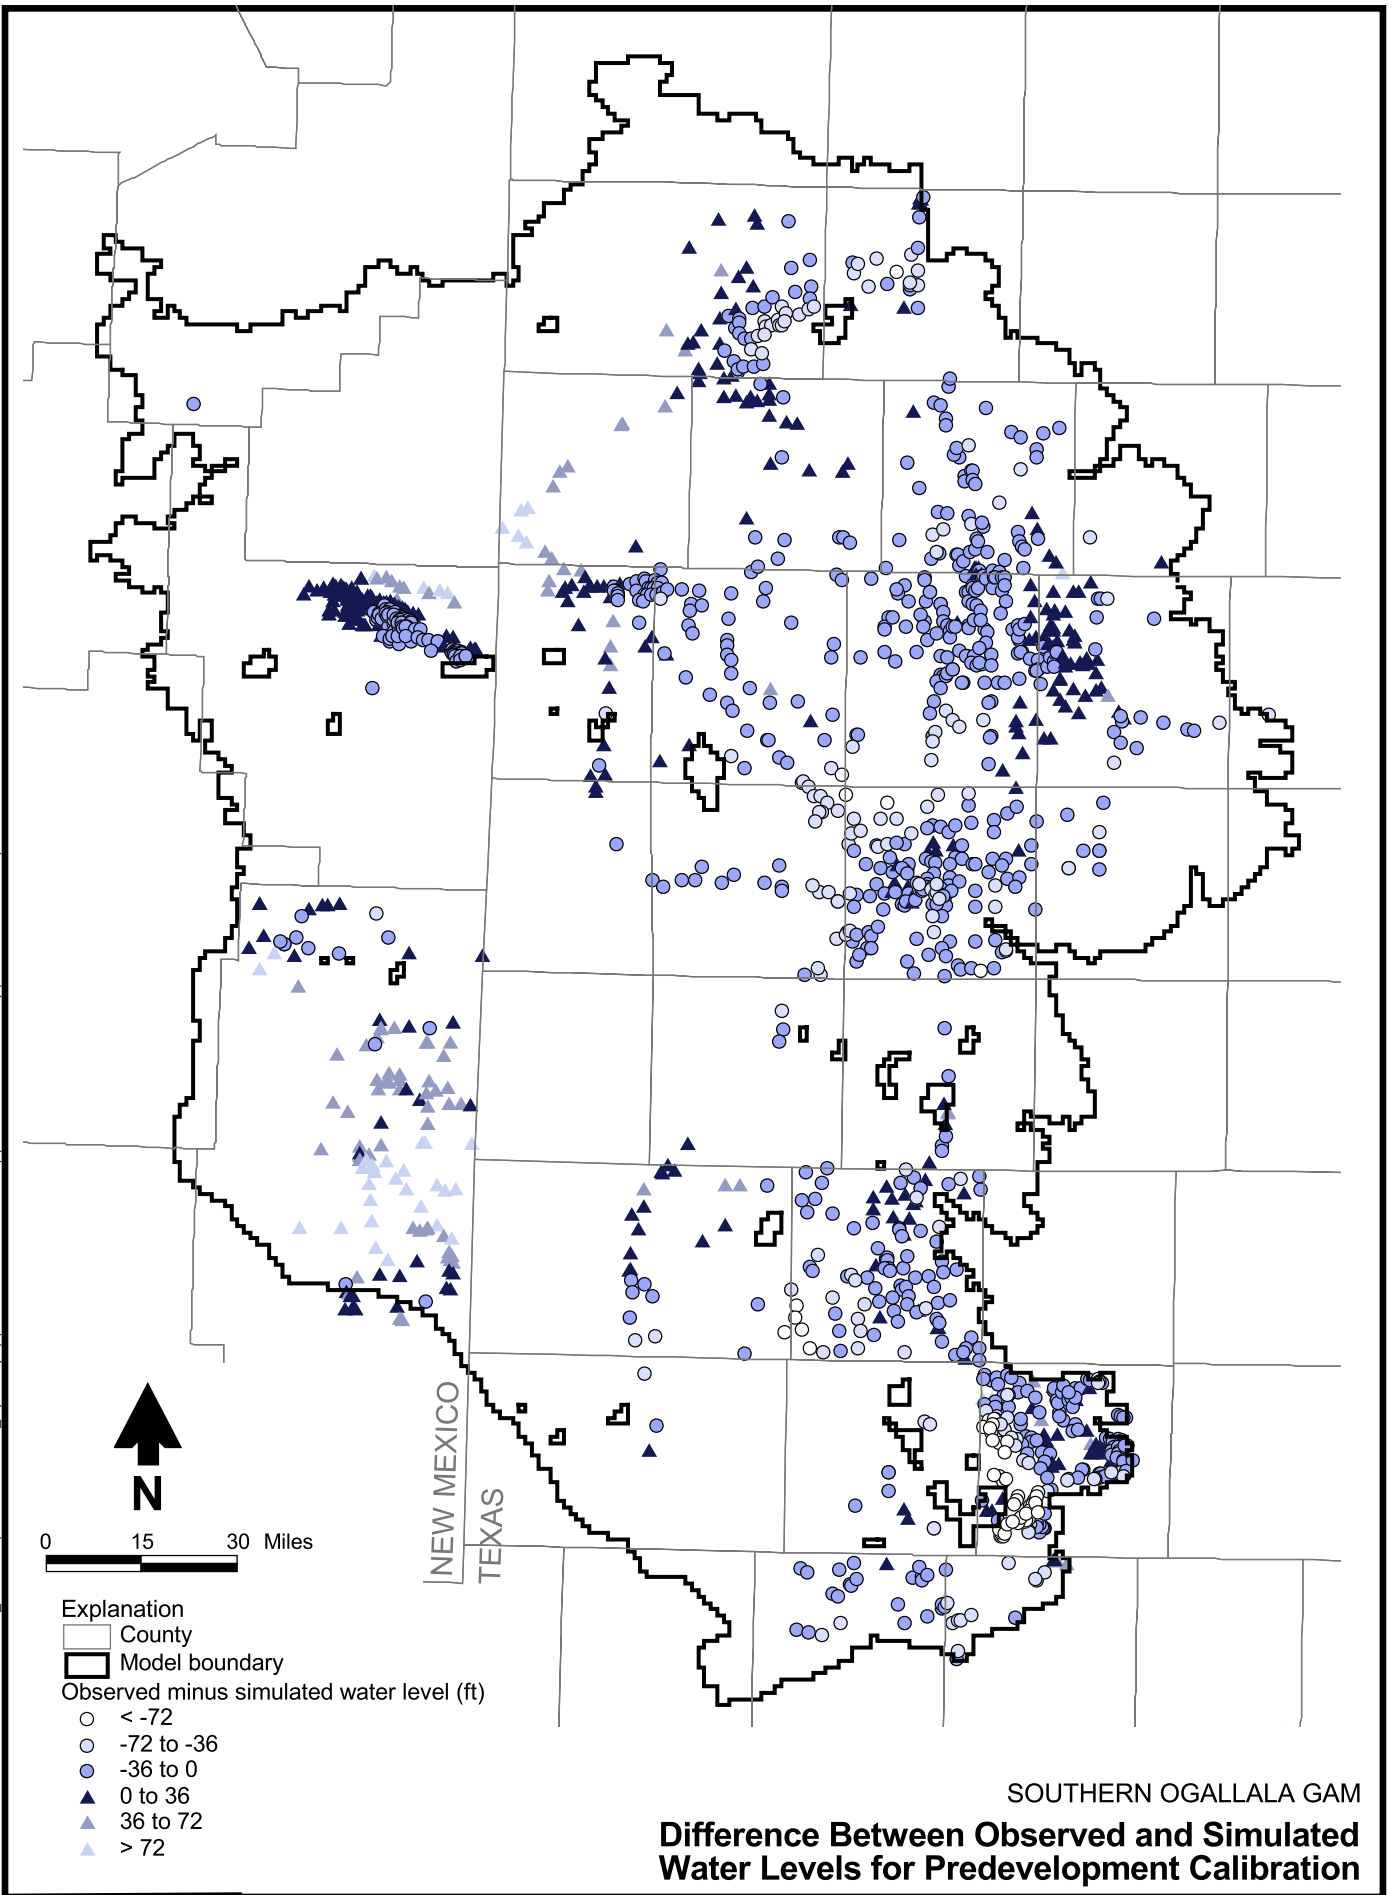 NEW MEXICO
TEXAS
N
0 15 30 Miles
Explanation
County
Model boundary
Observed minus simulated water level (ft)
< -72
-72 to -36
-36 to 0
0 to 36
36 to 72
> 72
SOUTHERN OGALLALA GAM
Difference Between Observed and Simulated
Water Levels for Predevelopment Calibration